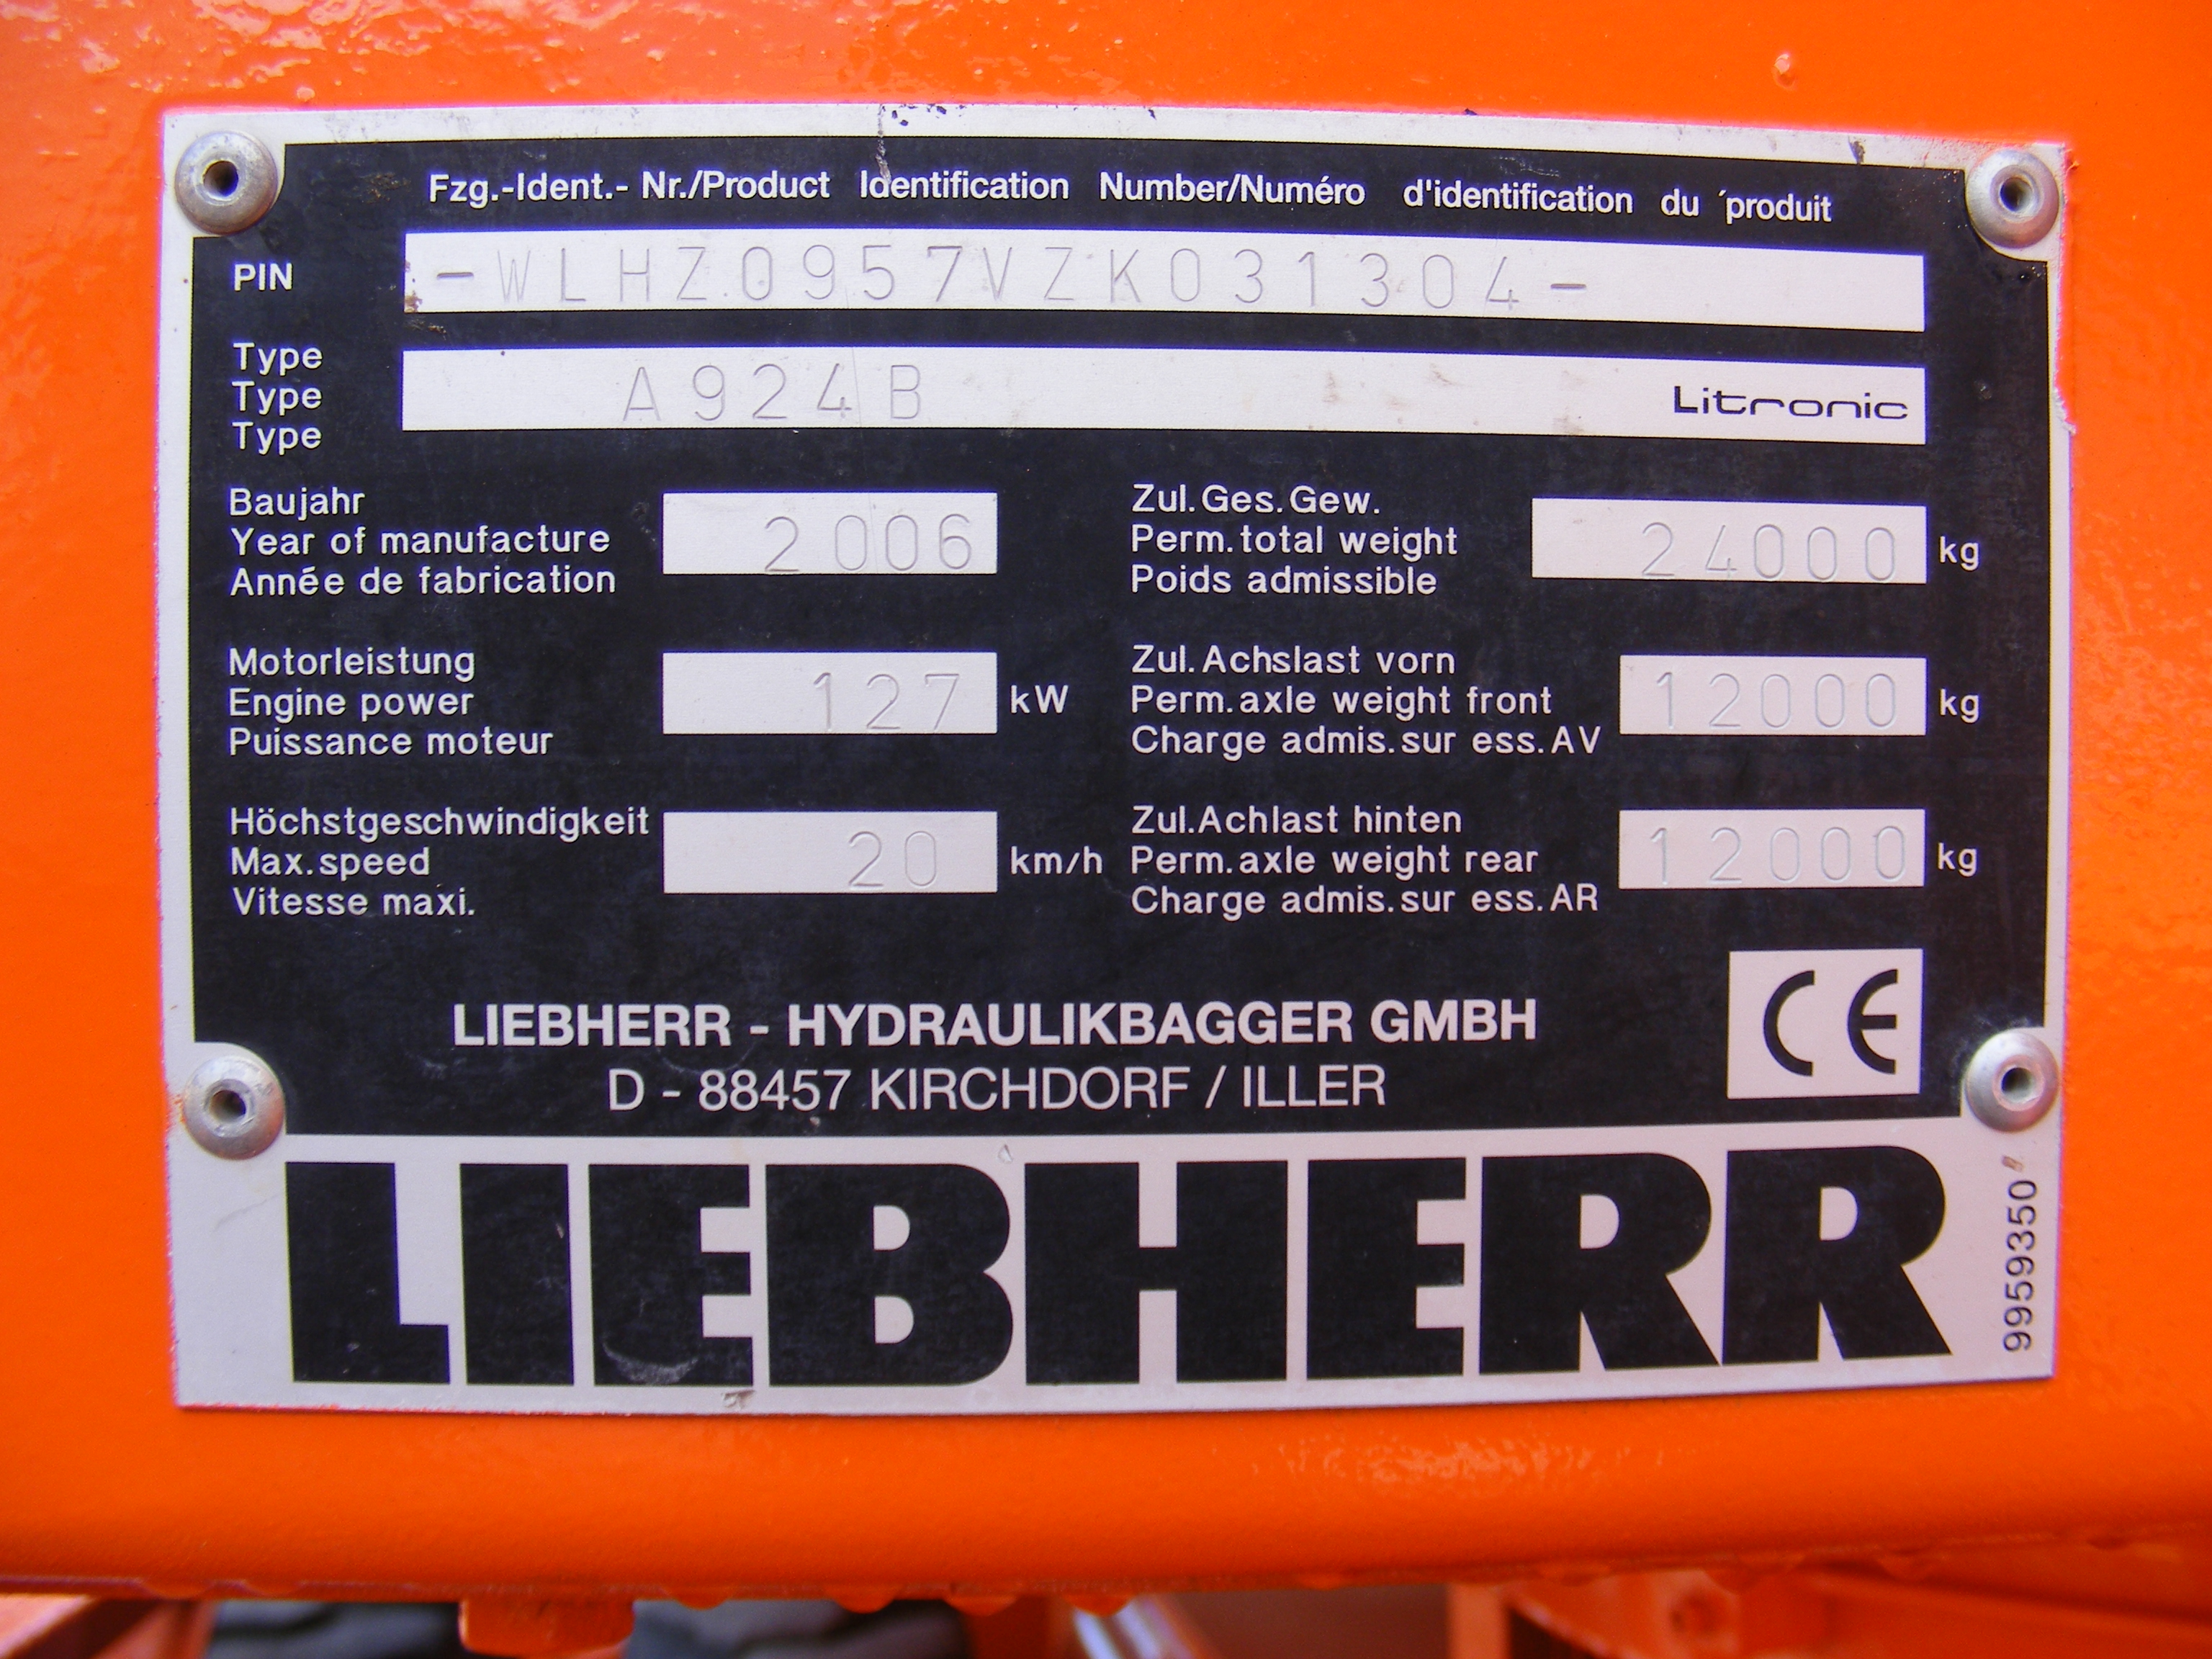 Fzg.-Ident.- Nr./Product Identification Number/Numéro d'identification du ´produit
PIN -WLHZ0957VZK031304-
Type
Type A924B Litronic
Type
Baujahr
Year of manufacture 2006
Année de fabrication
Zul.Ges.Gew.
Perm.total weight 24000 kg
Poids admissible
Motorleistung
Engine power 127 kW
Puissance moteur
Zul.Achslast vorn
Perm.axle weight front 12000 kg
Charge admis.sur ess.AV
Höchstgeschwindigkeit
Max.speed 20 km/h
Vitesse maxi.
Zul.Achlast hinten
Perm.axle weight rear 12000 kg
Charge admis.sur ess.AR
CE
LIEBHERR - HYDRAULIKBAGGER GMBH
D - 88457 KIRCHDORF / ILLER
LIEBHERR
9959350